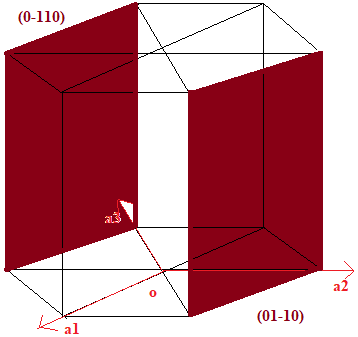 (0-110)
a3
o
a2
a1
(01-10)